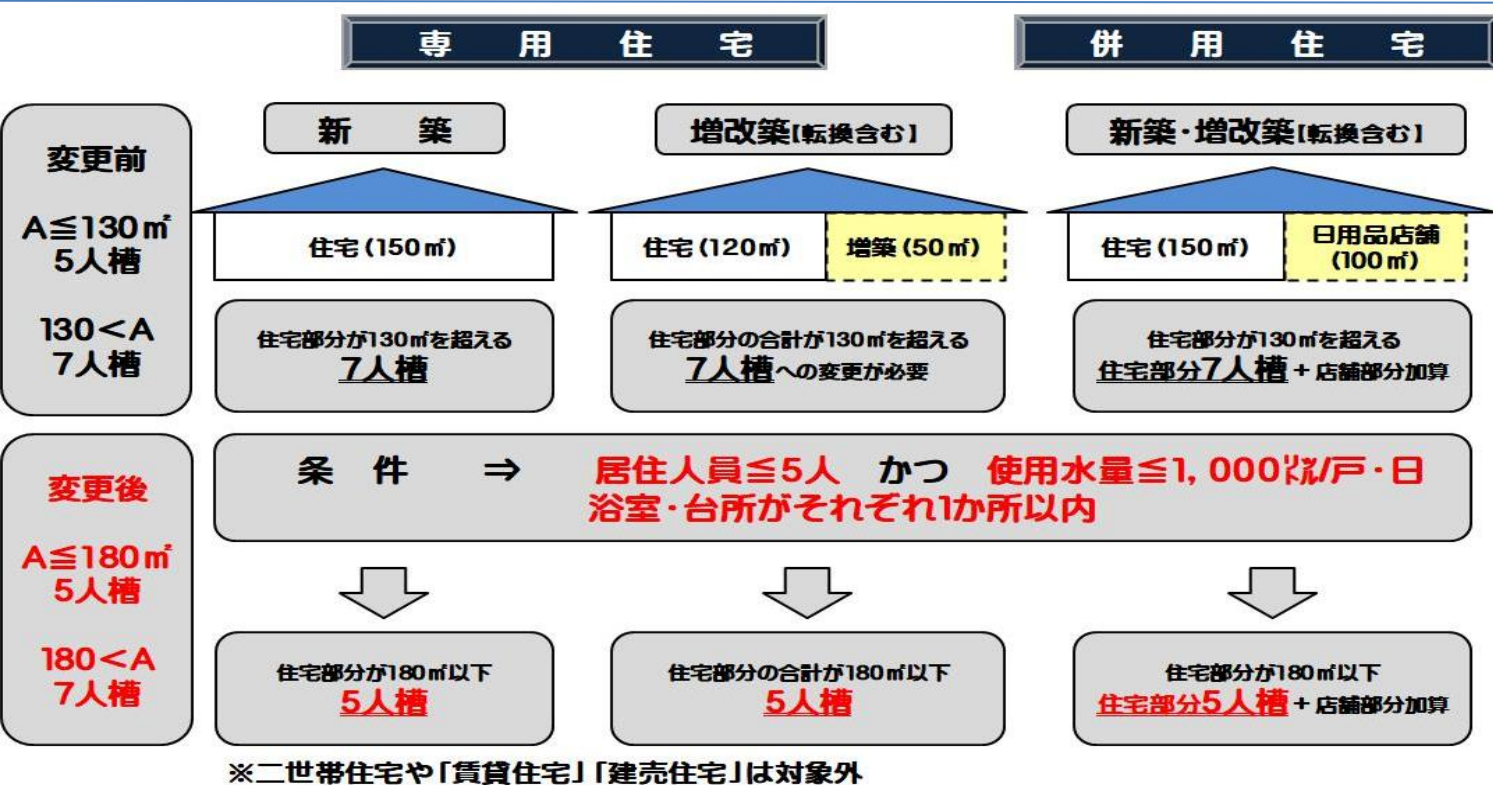 専用住宅
併用住宅
変更前
A≦130㎡
5人槽
130<A
7人槽
新築
増改築【転換含む】
新築・増改築【転換含む】
住宅(150㎡)
住宅(120㎡)
増築(50㎡)
住宅(150㎡)
日用品店舗
(100㎡)
住宅部分が130㎡を超える
7人槽
住宅部分の合計が130㎡を超える
7人槽への変更が必要
住宅部分が130㎡を超える
住宅部分7人槽+店舗部分加算
変更後
A≦180㎡
5人槽
180<A
7人槽
条件 ⇒ 居住人員≦5人 かつ 使用水量≦1,000㍑/戸・日
浴室・台所がそれぞれ1か所以内
住宅部分が180㎡以下
5人槽
住宅部分の合計が180㎡以下
5人槽
住宅部分が180㎡以下
住宅部分5人槽+店舗部分加算
※二世帯住宅や「賃貸住宅」「建売住宅」は対象外